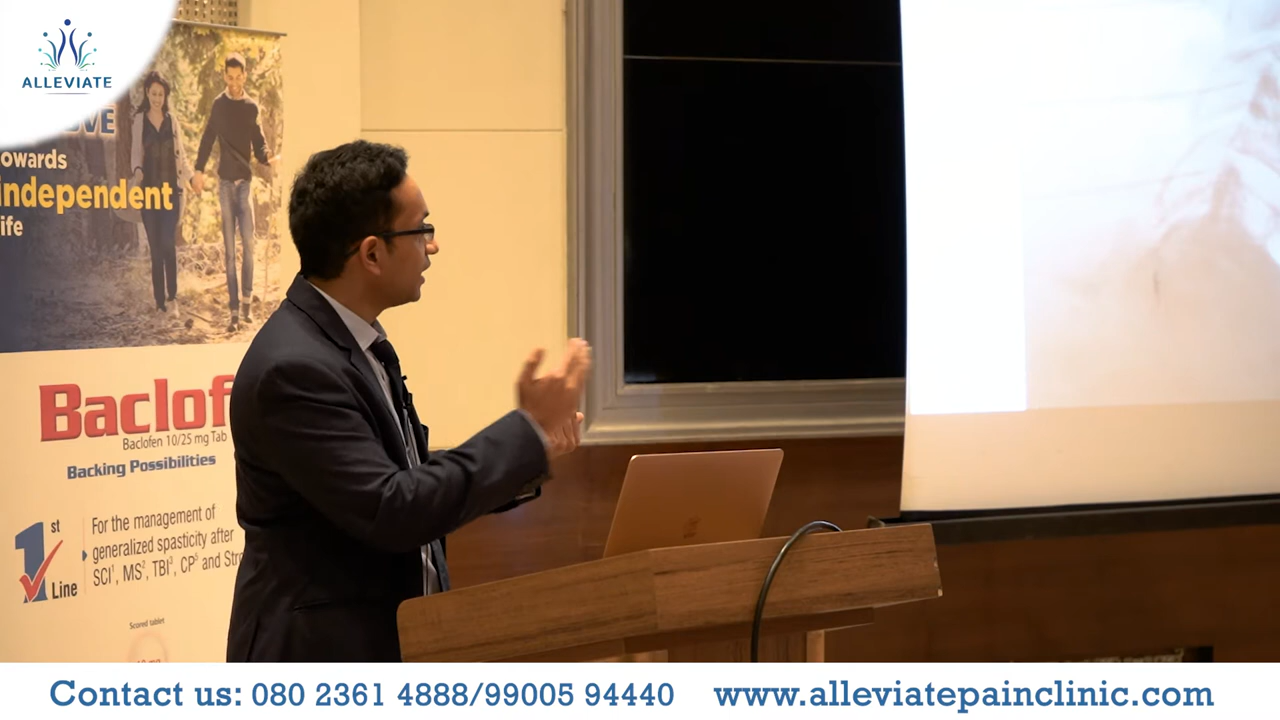 ALLEVIATE
owards
independent
ife
Baclof
Baclofen 10/25 mg Tab
Backing Possibilities
1st Line
For the management of
generalized spasticity after
SCI¹, MS², TBI³, CP⁵ and Str
Scored tablet
Contact us: 080 2361 4888/99005 94440
www.alleviatepainclinic.com